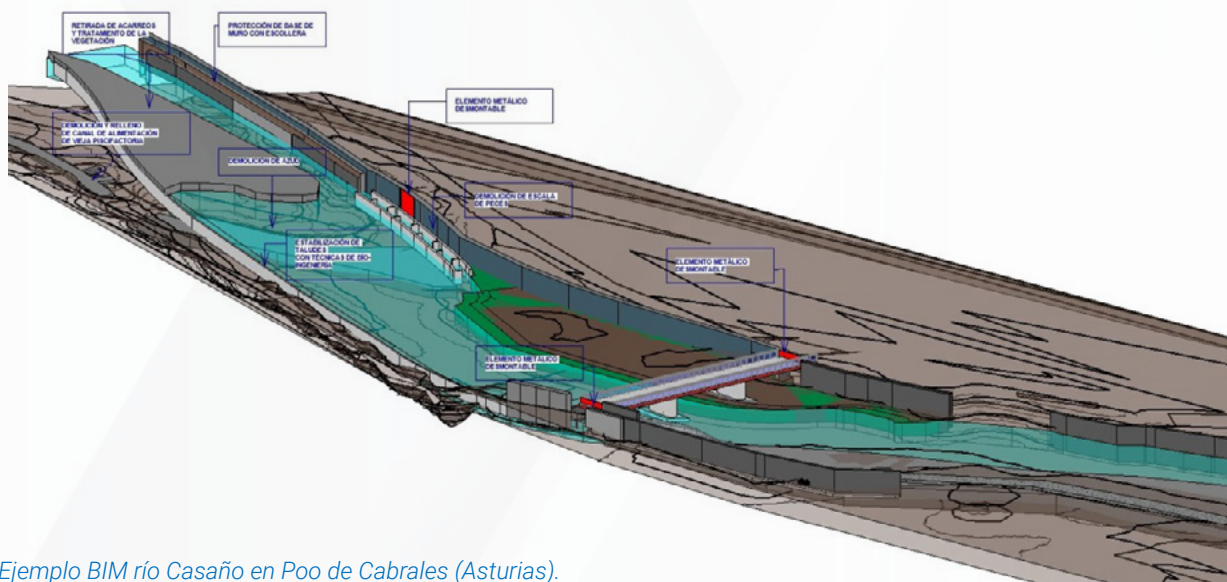 RETIRADA DE ACARREOS
Y TRATAMIENTO DE LA
VEGETACIÓN
PROTECCIÓN DE BASE DE
MURO CON ESCOLLERA
ELEMENTO METÁLICO
DESMONTABLE
DEMOLICIÓN Y RELLENO
DE CANAL DE ALIMENTACIÓN
DE VIEJA PISCIFACTORIA
DEMOLICIÓN DE AZUD
DEMOLICIÓN DE ESCALA
DE PECES
ESTABILIZACIÓN DE
TALUDES
CON TÉCNICAS DE BIO-
INGENIERÍA
ELEMENTO METÁLICO
DESMONTABLE
ELEMENTO METÁLICO
DESMONTABLE
Ejemplo BIM río Casaño en Poo de Cabrales (Asturias).